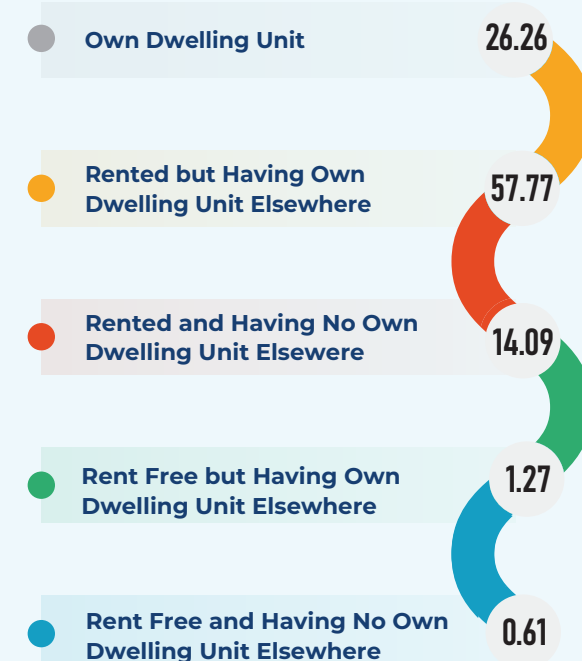 Own Dwelling Unit
26.26
Rented but Having Own
Dwelling Unit Elsewhere
57.77
Rented and Having No Own
Dwelling Unit Elsewere
14.09
Rent Free but Having Own
Dwelling Unit Elsewhere
1.27
Rent Free and Having No Own
Dwelling Unit Elsewhere
0.61